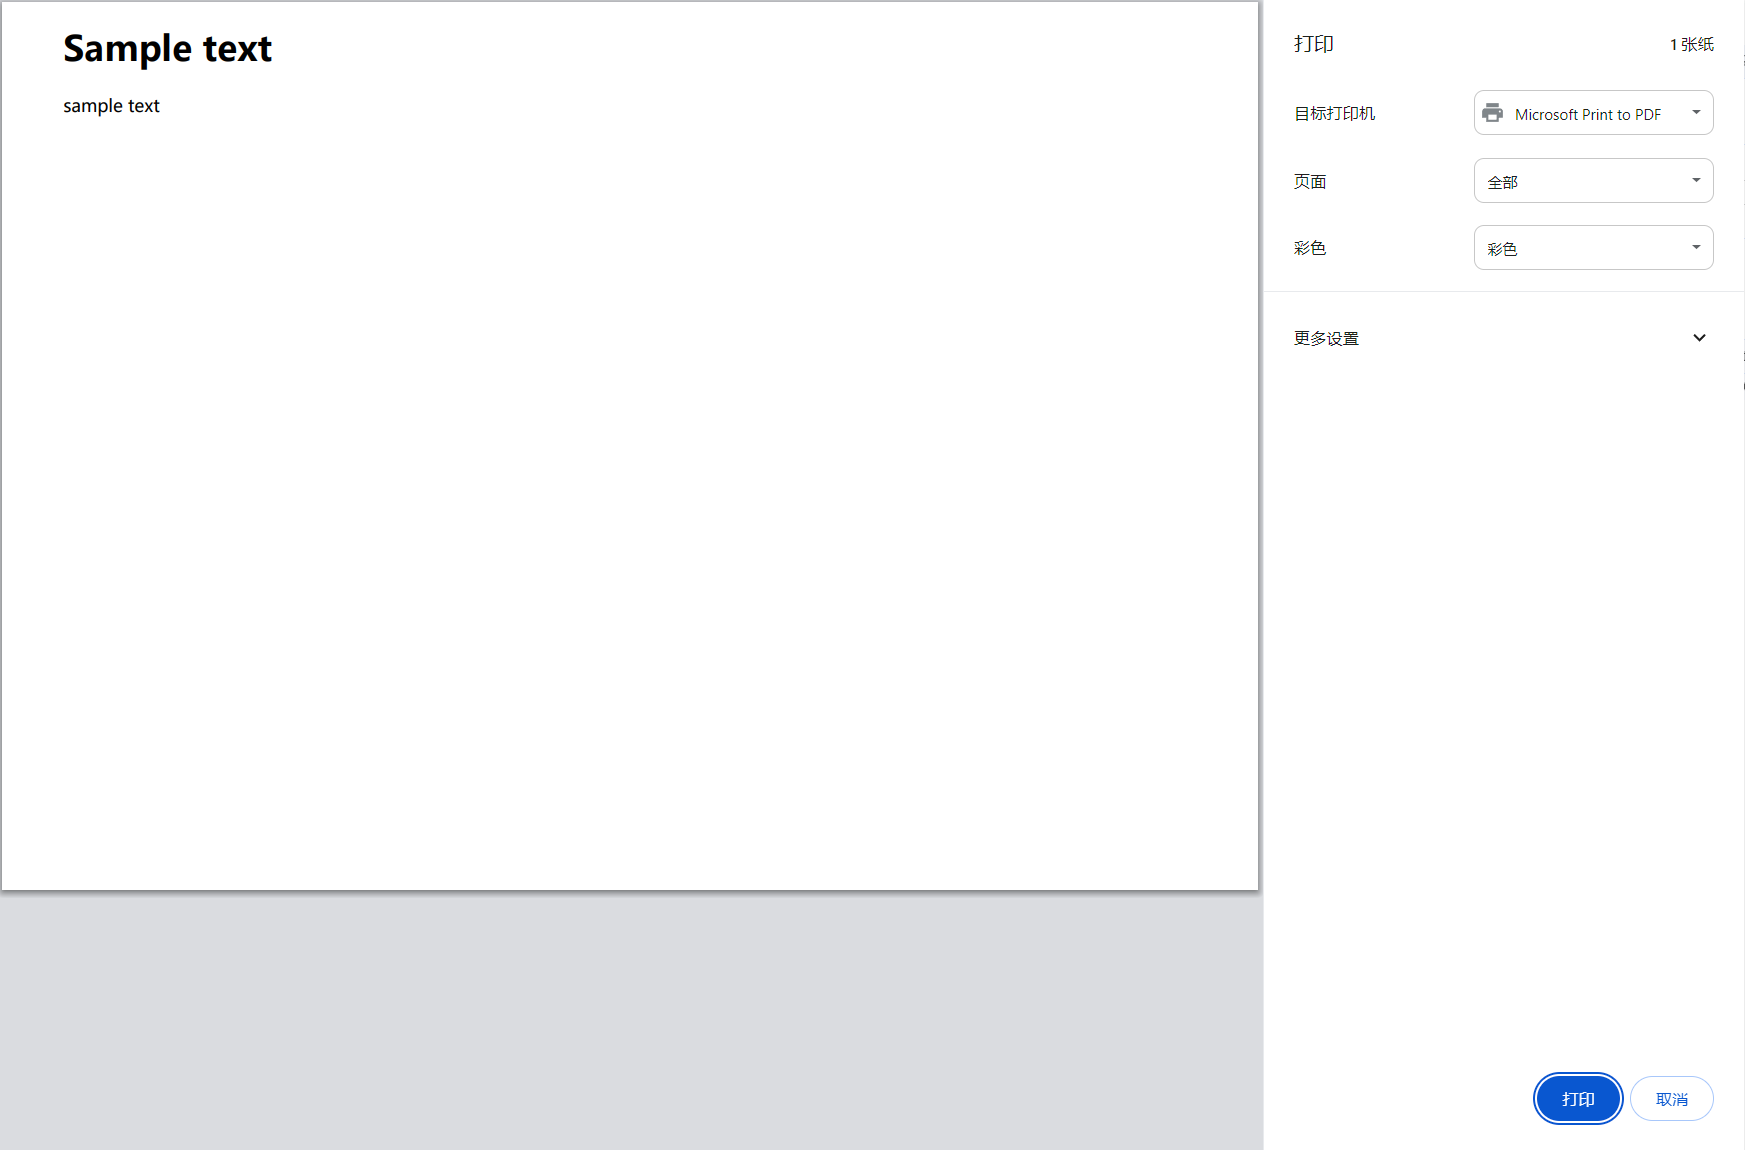 Sample text
sample text
打印
1 张纸
目标打印机
Microsoft Print to PDF
页面
全部
彩色
彩色
更多设置
打印
取消